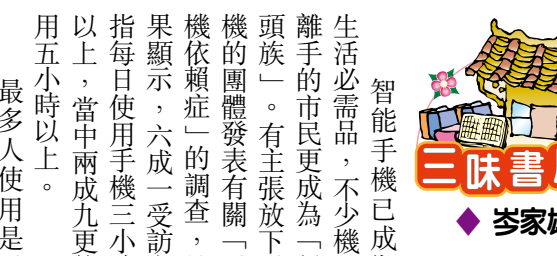 三味書
◆ 岑家
智能手機已成
生活必需品，不少機
離手的市民更成為「
頭族」。有主張放下
機的團體發表有關「
機依賴症」的調查，
果顯示，六成一受訪
指每日使用手機三小
以上，當中兩成九更
用五小時以上。
最多人使用是